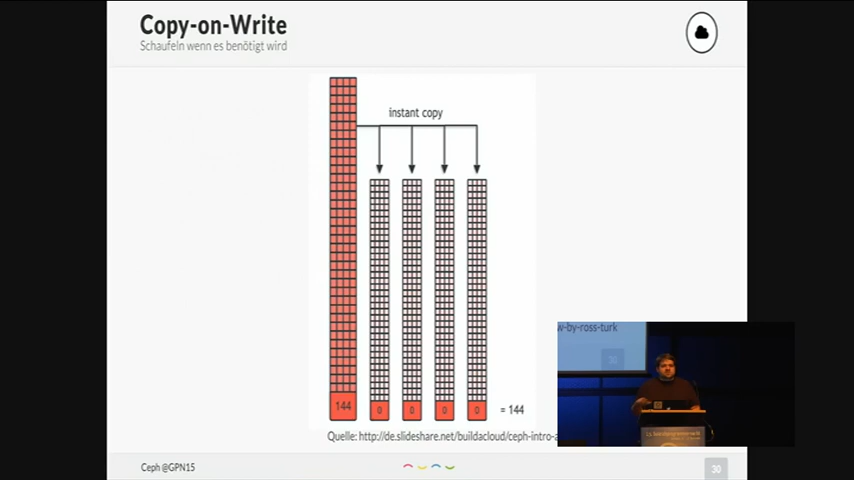 Copy-on-Write
Schaufeln wenn es benötigt wird
instant copy
144
0
0
0
0
= 144
Quelle: http://de.slideshare.net/buildacloud/ceph-intro-a
w-by-ross-turk
30
Ceph @GPN15
30